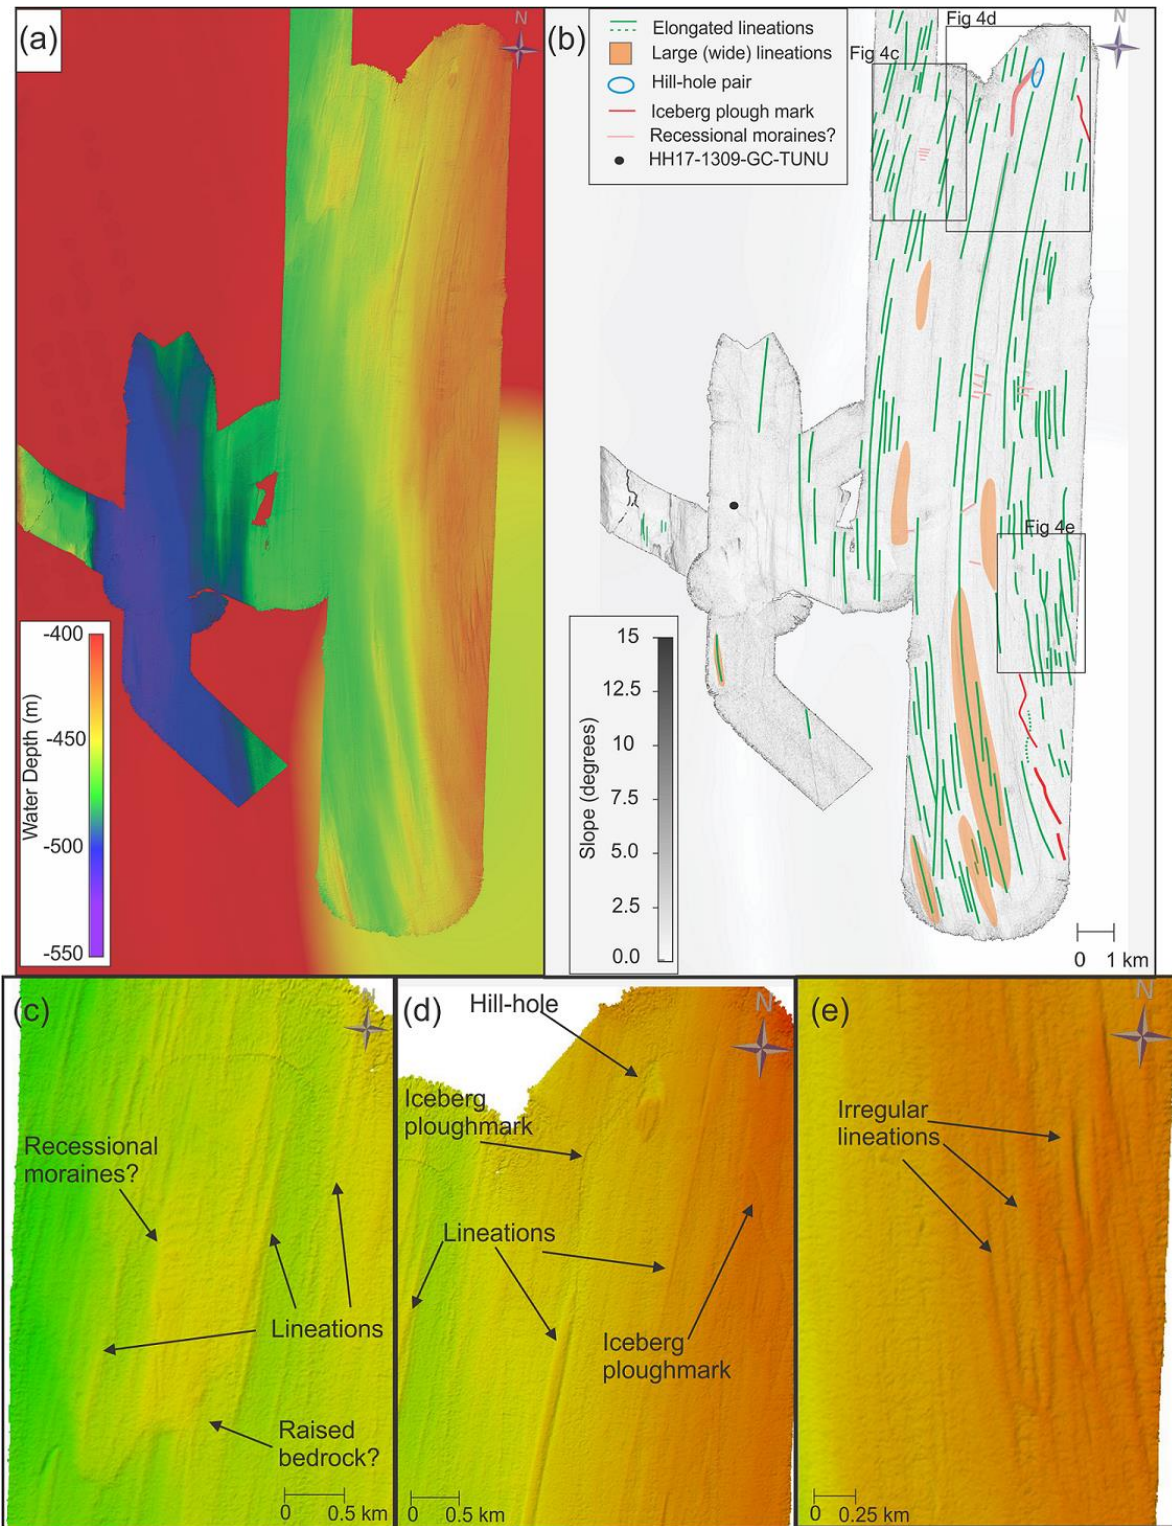 (a)
N
-400
-450
-500
-550
Water Depth (m)
(b)
Elongated lineations
Large (wide) lineations
Hill-hole pair
Iceberg plough mark
Recessional moraines?
HH17-1309-GC-TUNU
Fig 4c
Fig 4d
N
Fig 4e
15
12.5
10
7.5
5.0
2.5
0.0
Slope (degrees)
0 1 km
(c)
N
Recessional
moraines?
Lineations
Raised
bedrock?
0 0.5 km
(d)
Hill-hole
N
Iceberg
ploughmark
Lineations
Iceberg
ploughmark
0 0.5 km
(e)
N
Irregular
lineations
0 0.25 km